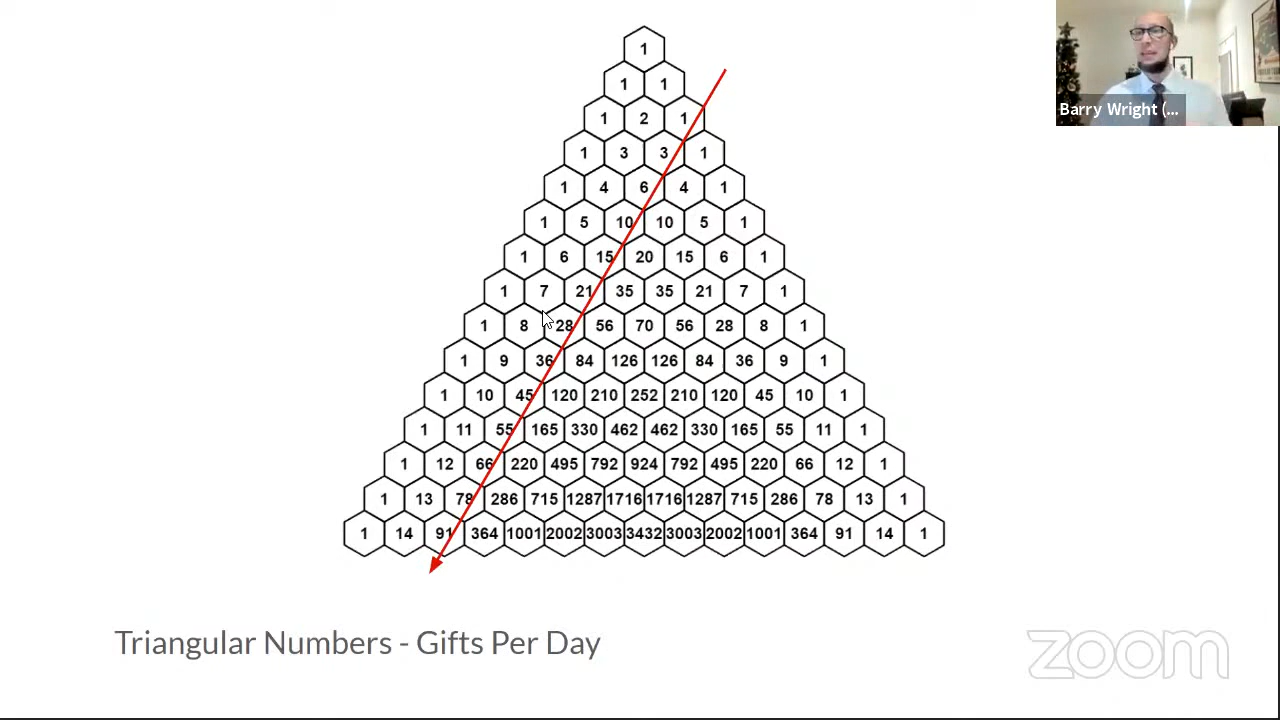 1
Barry Wright (...
1 1
1 2 1
1 3 3 1
1 4 6 4 1
1 5 10 10 5 1
1 6 15 20 15 6 1
1 7 21 35 35 21 7 1
1 8 28 56 70 56 28 8 1
1 9 36 84 126 126 84 36 9 1
1 10 45 120 210 252 210 120 45 10 1
1 11 55 165 330 462 462 330 165 55 11 1
1 12 66 220 495 792 924 792 495 220 66 12 1
1 13 78 286 715 1287 1716 1716 1287 715 286 78 13 1
1 14 91 364 1001 2002 3003 3432 3003 2002 1001 364 91 14 1
Triangular Numbers - Gifts Per Day
zoom